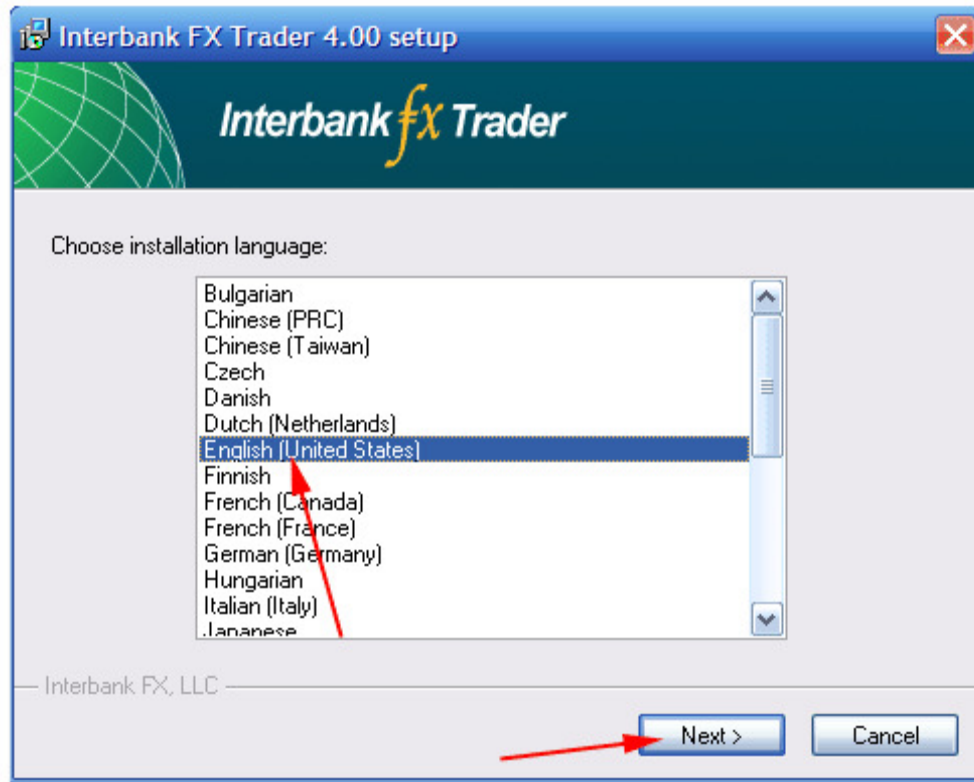 Interbank FX Trader 4.00 setup
Interbank fx Trader
Choose installation language:
Bulgarian
Chinese (PRC)
Chinese (Taiwan)
Czech
Danish
Dutch (Netherlands)
English (United States)
Finnish
French (Canada)
French (France)
German (Germany)
Hungarian
Italian (Italy)
Japanese
Interbank FX, LLC
Next >
Cancel